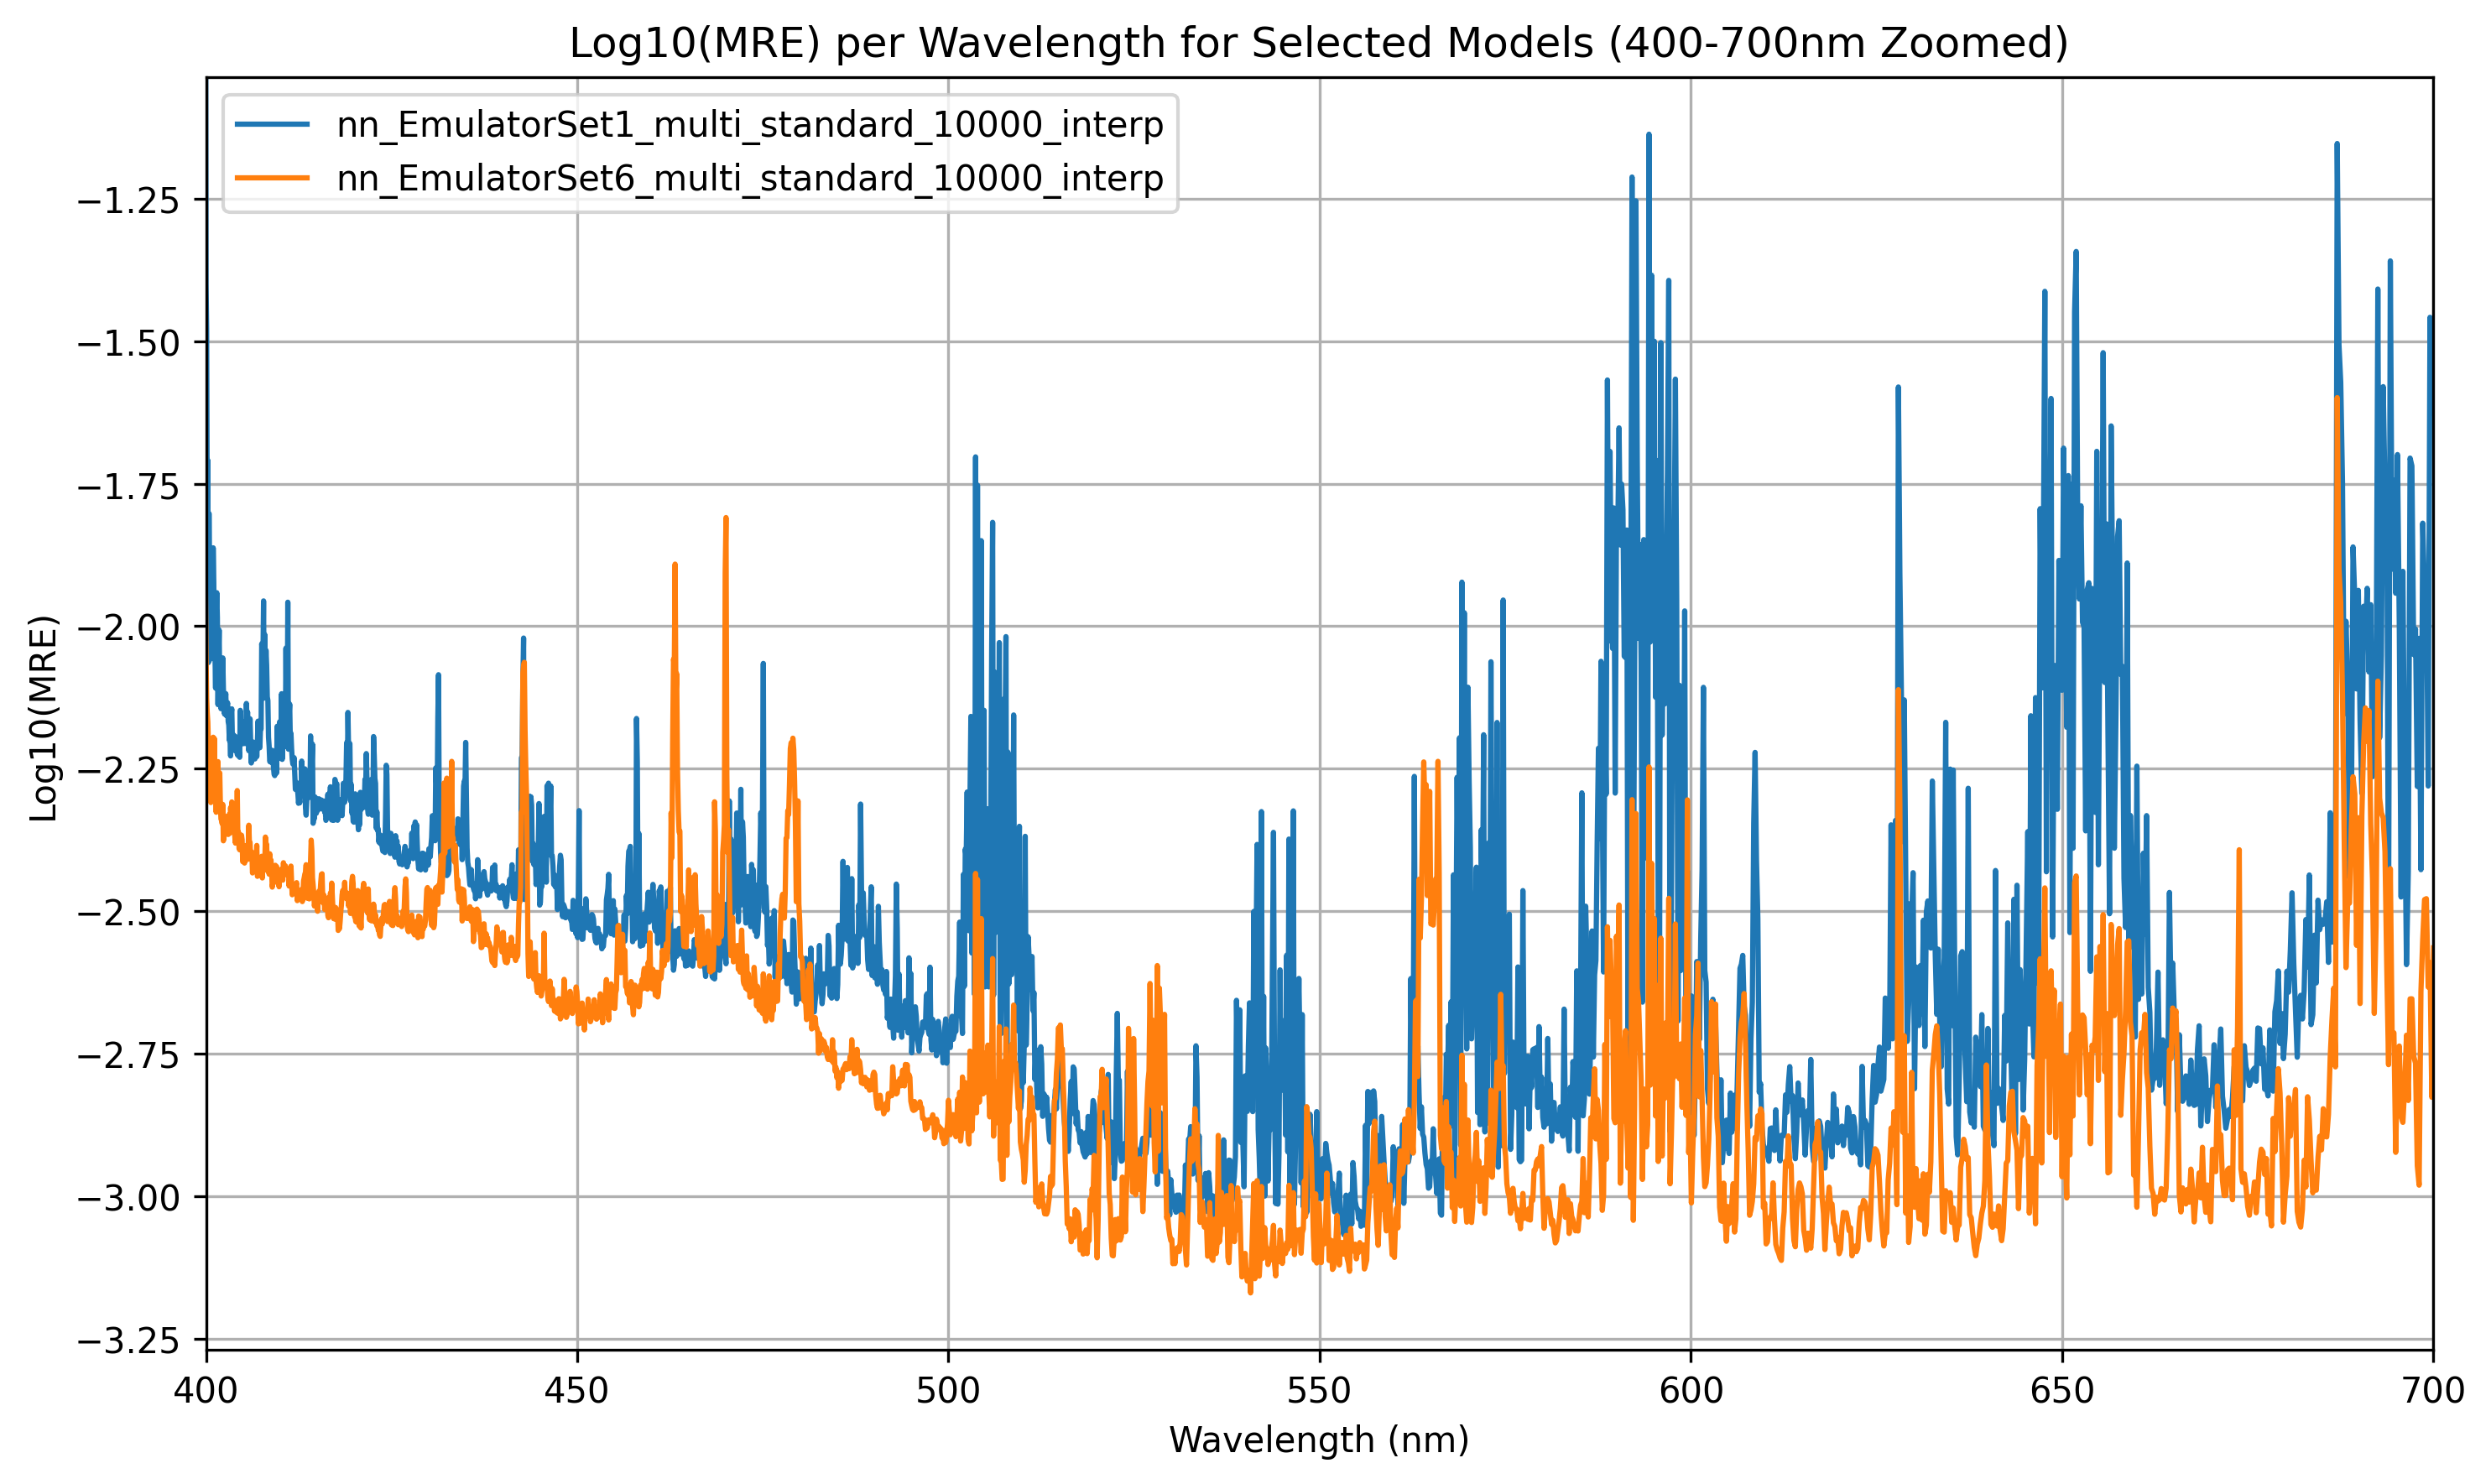 Log10(MRE) per Wavelength for Selected Models (400-700nm Zoomed)
nn_EmulatorSet1_multi_standard_10000_interp
nn_EmulatorSet6_multi_standard_10000_interp
Log10(MRE)
−1.25
−1.50
−1.75
−2.00
−2.25
−2.50
−2.75
−3.00
−3.25
400 450 500 550 600 650 700
Wavelength (nm)